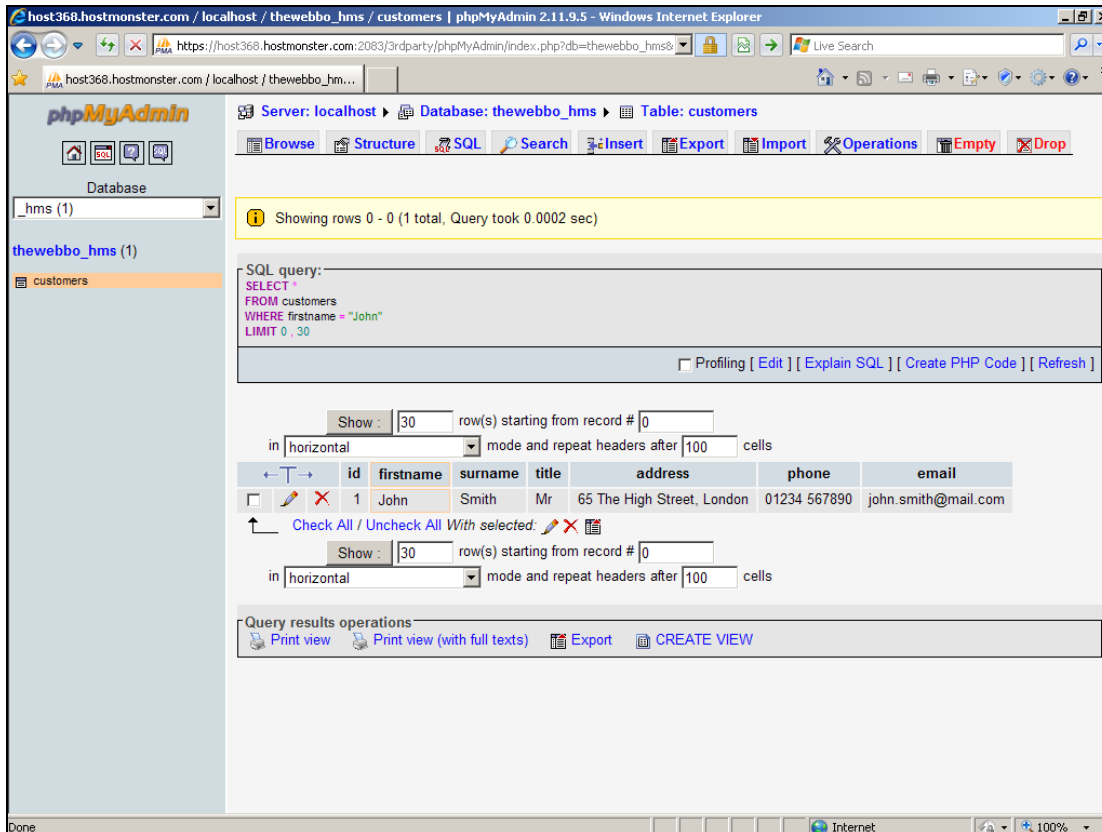 host368.hostmonster.com / localhost / thewebbo_hms / customers | phpMyAdmin 2.11.9.5 - Windows Internet Explorer
PMA https://host368.hostmonster.com:2083/3rdparty/phpMyAdmin/index.php?db=thewebbo_hms& Live Search
PMA host368.hostmonster.com / localhost / thewebbo_hm...
phpMyAdmin
SQL
Database
_hms (1)
thewebbo_hms (1)
customers
Server: localhost Database: thewebbo_hms Table: customers
Browse Structure SQL Search Insert Export Import Operations Empty Drop
Showing rows 0 - 0 (1 total, Query took 0.0002 sec)
SQL query:
SELECT *
FROM customers
WHERE firstname = "John"
LIMIT 0 , 30
Profiling [ Edit ] [ Explain SQL ] [ Create PHP Code ] [ Refresh ]
Show : 30 row(s) starting from record # 0
in horizontal mode and repeat headers after 100 cells
←T→ id firstname surname title address phone email
1 John Smith Mr 65 The High Street, London 01234 567890 john.smith@mail.com
Check All / Uncheck All With selected:
Show : 30 row(s) starting from record # 0
in horizontal mode and repeat headers after 100 cells
Query results operations
Print view Print view (with full texts) Export CREATE VIEW
Done Internet 100%